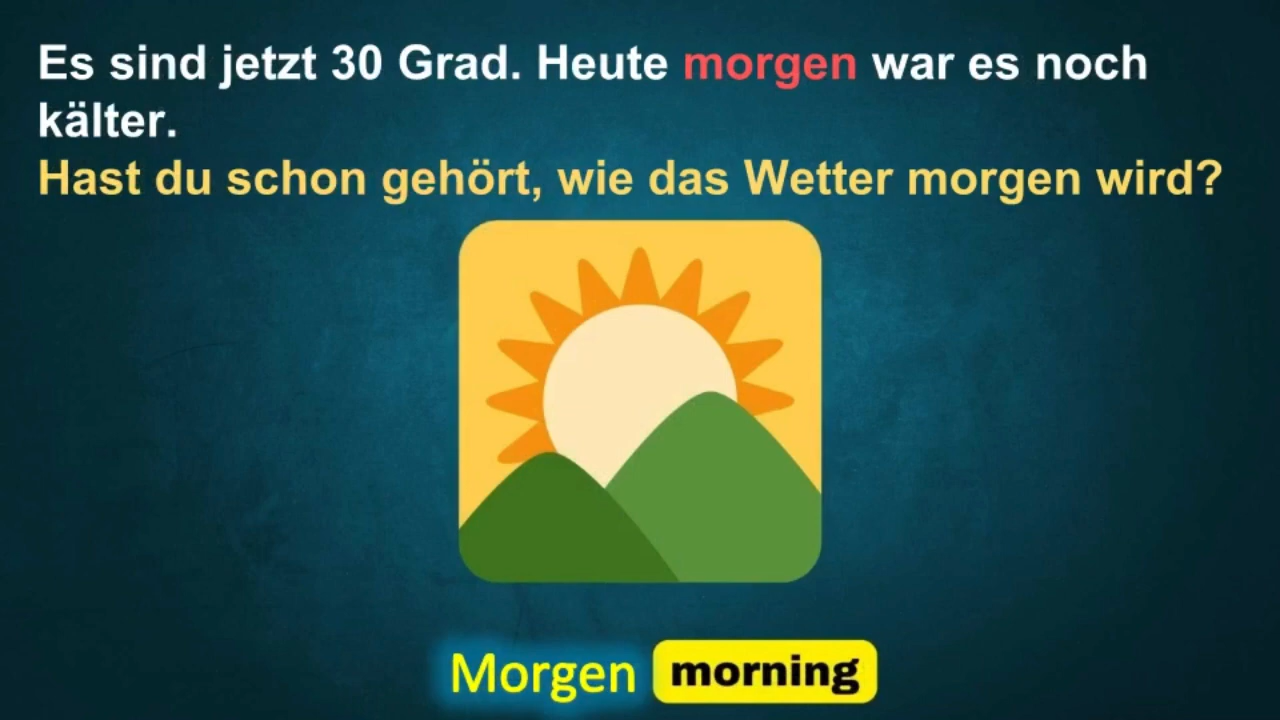 Es sind jetzt 30 Grad. Heute morgen war es noch
kälter.
Hast du schon gehört, wie das Wetter morgen wird?
Morgen morning